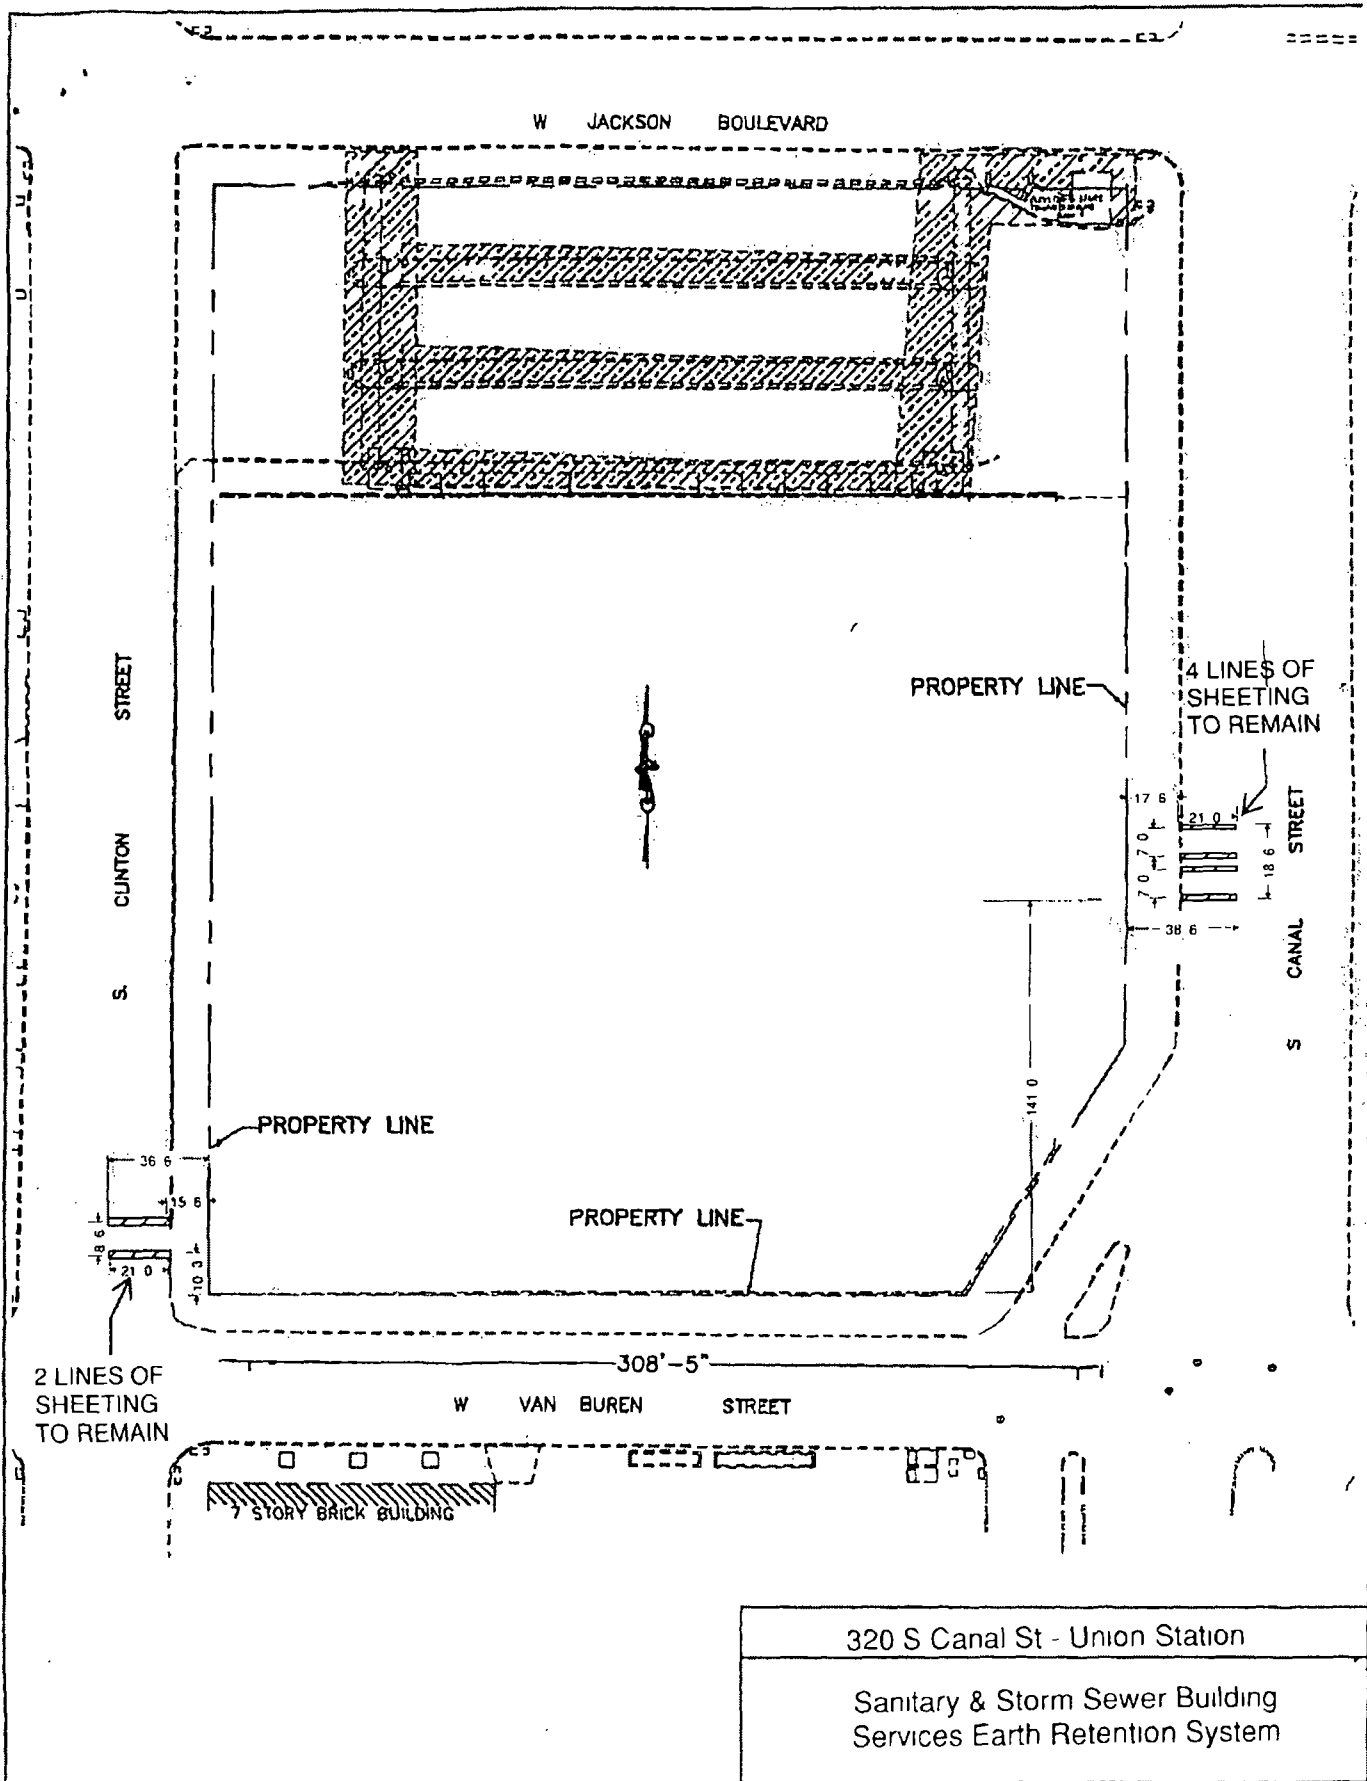 W JACKSON BOULEVARD
S. CLINTON STREET
PROPERTY LINE
4 LINES OF
SHEETING
TO REMAIN
17 6
21 0
7 0
7 0
18 6
38 6
S CANAL STREET
141 0
PROPERTY LINE
36 6
15 6
8 6
21 0
10 3
PROPERTY LINE
308'-5"
2 LINES OF
SHEETING
TO REMAIN
W VAN BUREN STREET
7 STORY BRICK BUILDING
320 S Canal St - Union Station
Sanitary & Storm Sewer Building
Services Earth Retention System